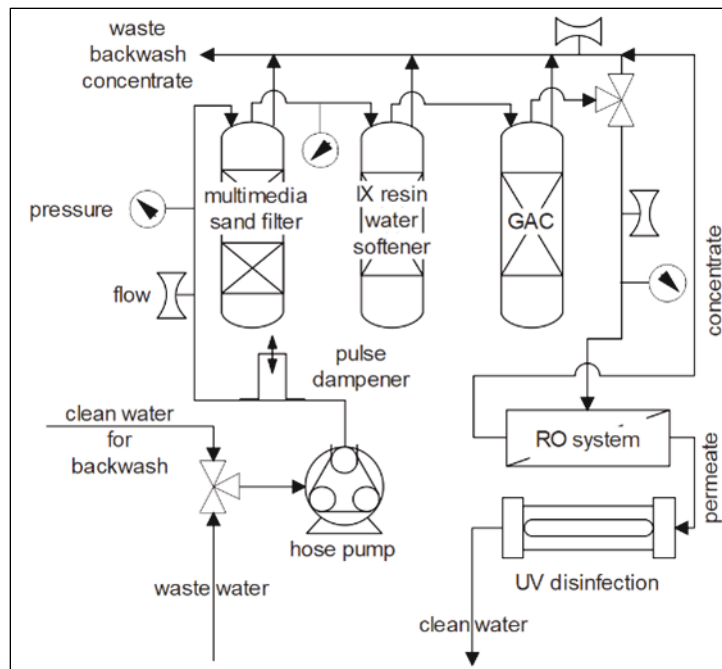 waste
backwash
concentrate
multimedia
sand filter
IX resin
water
softener
GAC
pressure
flow
pulse
dampener
concentrate
clean water
for
backwash
RO system
permeate
hose pump
UV disinfection
waste water
clean water